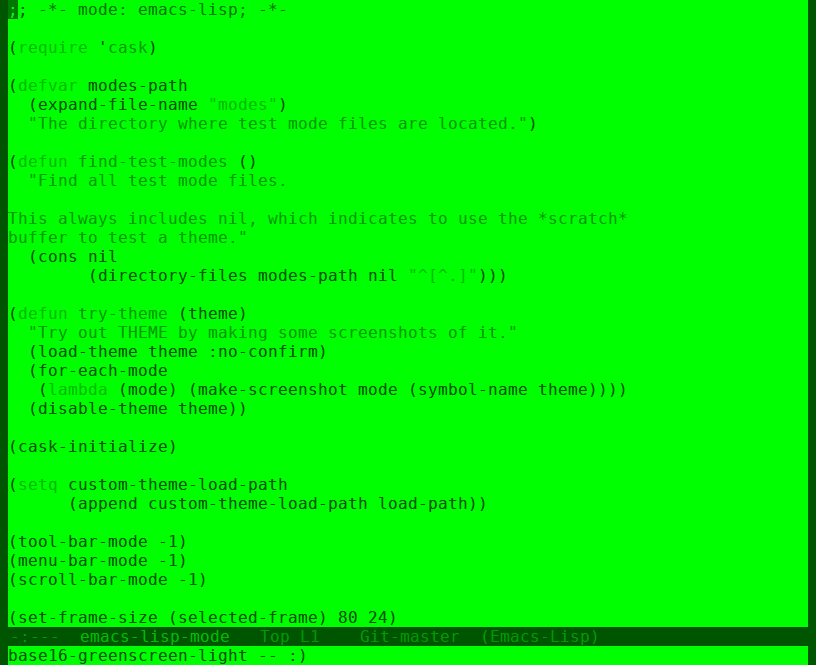 ;; -*- mode: emacs-lisp; -*-

(require 'cask)

(defvar modes-path
  (expand-file-name "modes")
  "The directory where test mode files are located.")

(defun find-test-modes ()
  "Find all test mode files.

This always includes nil, which indicates to use the *scratch*
buffer to test a theme."
  (cons nil
        (directory-files modes-path nil "^[^.]")))

(defun try-theme (theme)
  "Try out THEME by making some screenshots of it."
  (load-theme theme :no-confirm)
  (for-each-mode
   (lambda (mode) (make-screenshot mode (symbol-name theme))))
  (disable-theme theme))

(cask-initialize)

(setq custom-theme-load-path
      (append custom-theme-load-path load-path))

(tool-bar-mode -1)
(menu-bar-mode -1)
(scroll-bar-mode -1)

(set-frame-size (selected-frame) 80 24)
-:---  emacs-lisp-mode   Top L1    Git-master  (Emacs-Lisp)
base16-greenscreen-light -- :)